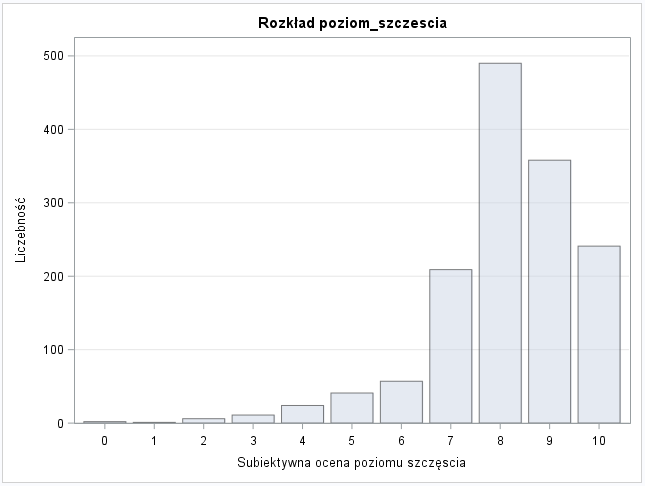 Rozkład poziom_szczescia
500
400
300
200
100
0
Liczebność
0 1 2 3 4 5 6 7 8 9 10
Subiektywna ocena poziomu szczęscia